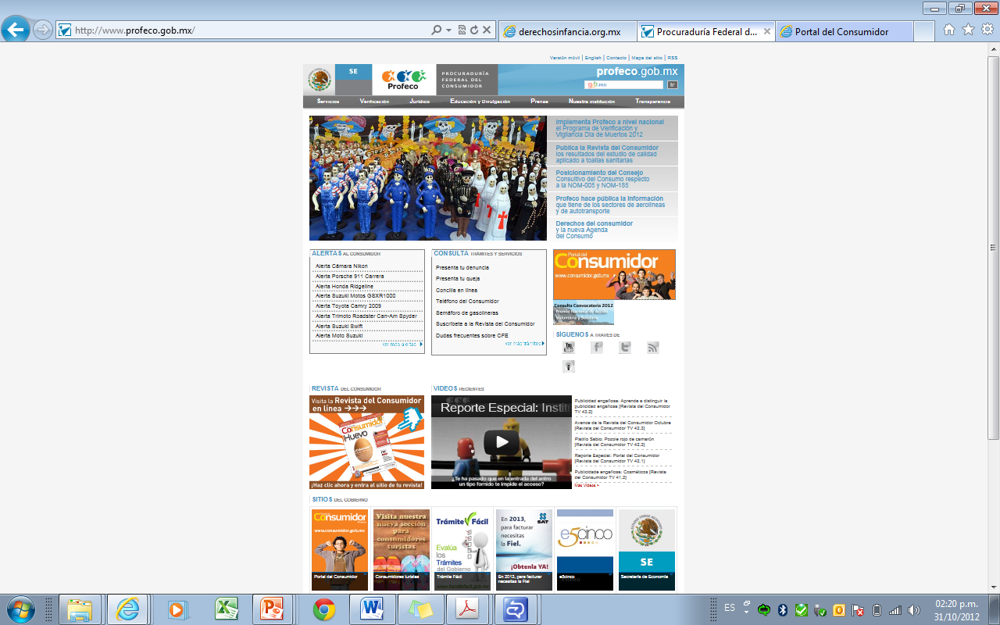 http://www.profeco.gob.mx/
derechosinfancia.org.mx
Procuraduría Federal d...
Portal del Consumidor
Versión móvil | English | Contacto | Mapa del sitio | RSS
SE
Profeco
PROCURADURÍA
FEDERAL DEL
CONSUMIDOR
profeco.gob.mx
gob.mx
Ir
Servicios
Verificación
Jurídico
Educación y Divulgación
Prensa
Nuestra institución
Transparencia
Implementa Profeco a nivel nacional
el Programa de Verificación y
Vigilancia Día de Muertos 2012
Publica la Revista del Consumidor
los resultados del estudio de calidad
aplicado a toallas sanitarias
Posicionamiento del Consejo
Consultivo del Consumo respecto
a la NOM-005 y NOM-185
Profeco hace pública la información
que tiene de los sectores de aerolíneas
y de autotransporte
Derechos del consumidor
y la nueva Agenda
del Consumo
ALERTAS AL CONSUMIDOR
Alerta Cámara Nikon
Alerta Porsche 911 Carrera
Alerta Honda Ridgeline
Alerta Suzuki Motos GSXR1000
Alerta Toyota Camry 2009
Alerta Trimoto Roadster Can-Am Spyder
Alerta Suzuki Swift
Alerta Moto Suzuki
ver más alertas
CONSULTA TRÁMITES Y SERVICIOS
Presenta tu denuncia
Presenta tu queja
Concilia en línea
Teléfono del Consumidor
Semáforo de gasolineras
Suscríbete a la Revista del Consumidor
Dudas frecuentes sobre CFE
ver más trámites
Portal del
Consumidor
www.consumidor.gob.mx
Consulta Convocatoria 2012
Premio Nacional de Acción
Voluntaria y Solidaria
SÍGUENOS A TRAVÉS DE
You
REVISTA DEL CONSUMIDOR
Visita la Revista del Consumidor
en línea →→→
Consumidor
Huevo
¡Haz clic ahora y entra al sitio de tu revista!
VIDEOS RECIENTES
Reporte Especial: Instit
¿Te ha pasado que en la entrada del antro
un tipo fornido te impide el acceso?
Publicidad engañosa: Aprende a distinguir la
publicidad engañosa [Revista del Consumidor
TV 42.2]
Avance de la Revista del Consumidor Octubre
[Revista del Consumidor TV 42.3]
Platillo Sabio: Pozole rojo de camarón
[Revista del Consumidor TV 42.2]
Reporte Especial: Portal del Consumidor
[Revista del Consumidor TV 42.1]
Publicidade engañosa: Cosméticos [Revista
del Consumidor TV 41.2]
Más Videos >
SITIOS DEL GOBIERNO
Consumidor
www.consumidor.gob.mx
Portal del Consumidor
Visita nuestra
nueva sección
para
consumidores
turistas
Consumidores turistas
Trámite Fácil
Evalúa
los
Trámites
del Gobierno
Trámite Fácil
www.tramitefacil.gob.mx
En 2013,
para facturar
necesitas
la Fiel.
SAT
¡Obtenla YA!
En 2013, para facturar
necesitas la Fiel
e5cinco
e5cinco
ESTADOS UNIDOS MEXICANOS
SE
Secretaría de Economía
ES
02:20 p.m.
31/10/2012